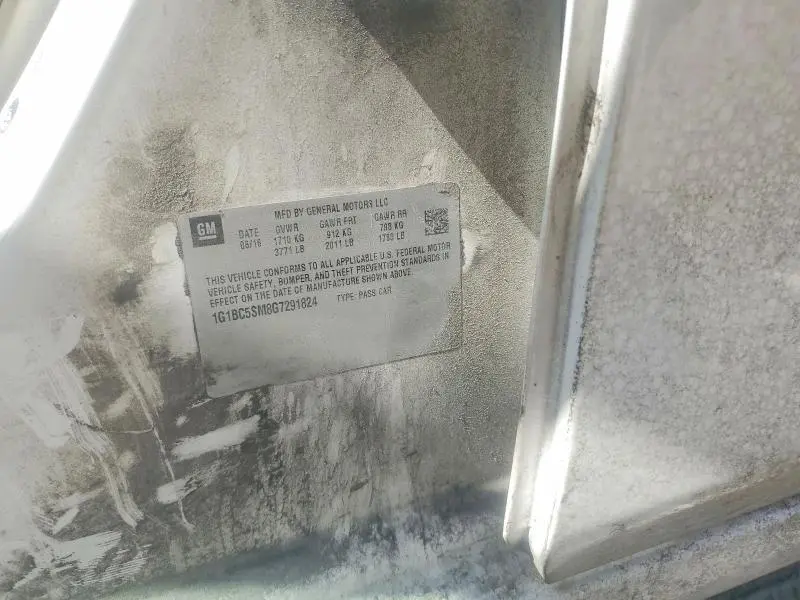 GM
MFD BY GENERAL MOTORS LLC
DATE GVWR GAWR FRT GAWR RR
06/16 1710 KG 912 KG 798 KG
3771 LB 2011 LB 1760 LB
THIS VEHICLE CONFORMS TO ALL APPLICABLE U.S. FEDERAL MOTOR
VEHICLE SAFETY, BUMPER, AND THEFT PREVENTION STANDARDS IN
EFFECT ON THE DATE OF MANUFACTURE SHOWN ABOVE.
1G1BC5SM8G7291824 TYPE: PASS CAR